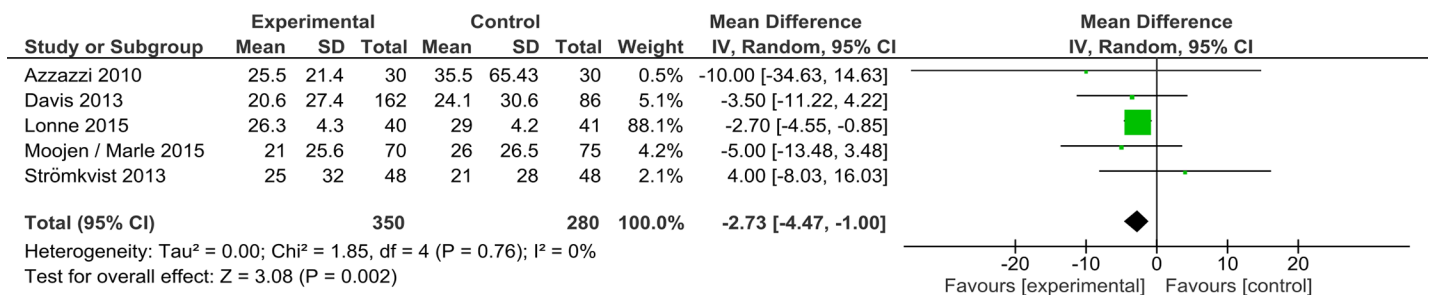 Experimental Control Mean Difference Mean Difference
Study or Subgroup Mean SD Total Mean SD Total Weight IV, Random, 95% CI IV, Random, 95% CI
Azzazzi 2010 25.5 21.4 30 35.5 65.43 30 0.5% -10.00 [-34.63, 14.63]
Davis 2013 20.6 27.4 162 24.1 30.6 86 5.1% -3.50 [-11.22, 4.22]
Lonne 2015 26.3 4.3 40 29 4.2 41 88.1% -2.70 [-4.55, -0.85]
Moojen / Marle 2015 21 25.6 70 26 26.5 75 4.2% -5.00 [-13.48, 3.48]
Strömkvist 2013 25 32 48 21 28 48 2.1% 4.00 [-8.03, 16.03]
Total (95% CI) 350 280 100.0% -2.73 [-4.47, -1.00]
Heterogeneity: Tau² = 0.00; Chi² = 1.85, df = 4 (P = 0.76); I² = 0%
Test for overall effect: Z = 3.08 (P = 0.002)
-20 -10 0 10 20
Favours [experimental] Favours [control]